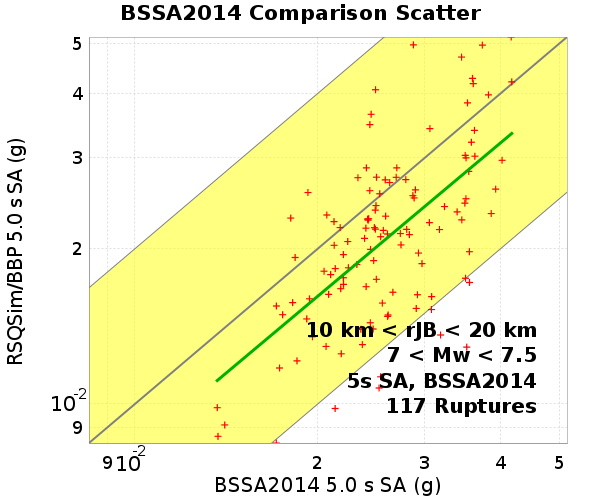 BSSA2014 Comparison Scatter
RSQSim/BBP 5.0 s SA (g)
5
4
3
2
10⁻²
9
10 km < rJB < 20 km
7 < Mw < 7.5
5s SA, BSSA2014
117 Ruptures
9 10⁻² 2 3 4 5
BSSA2014 5.0 s SA (g)